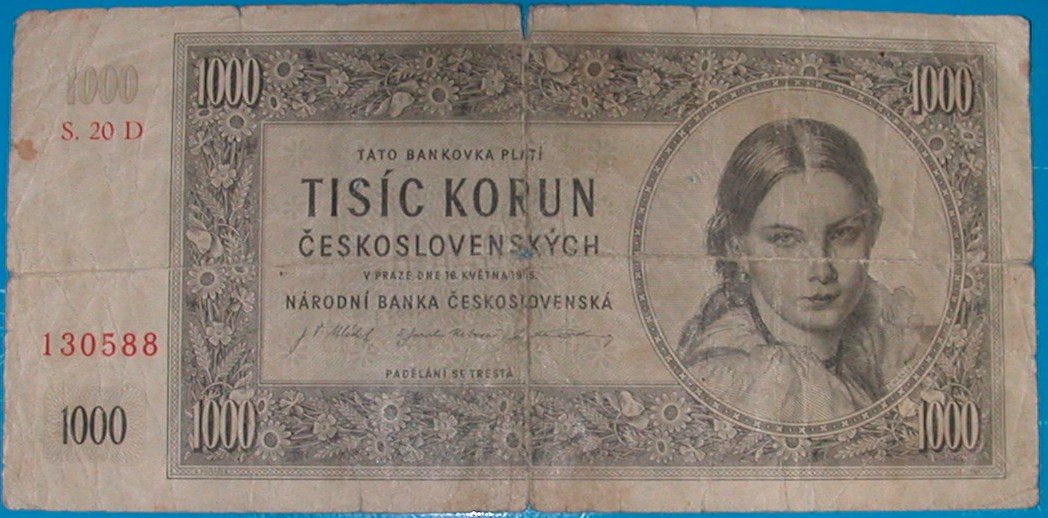 1000
S. 20 D
130588
1000
1000
1000
TATO BANKOVKA PLATÍ
TISÍC KORUN
ČESKOSLOVENSKÝCH
V PRAZE DNE 16. KVĚTNA 1945.
NÁRODNÍ BANKA ČESKOSLOVENSKÁ
PADĚLÁNÍ SE TRESTÁ
1000
1000